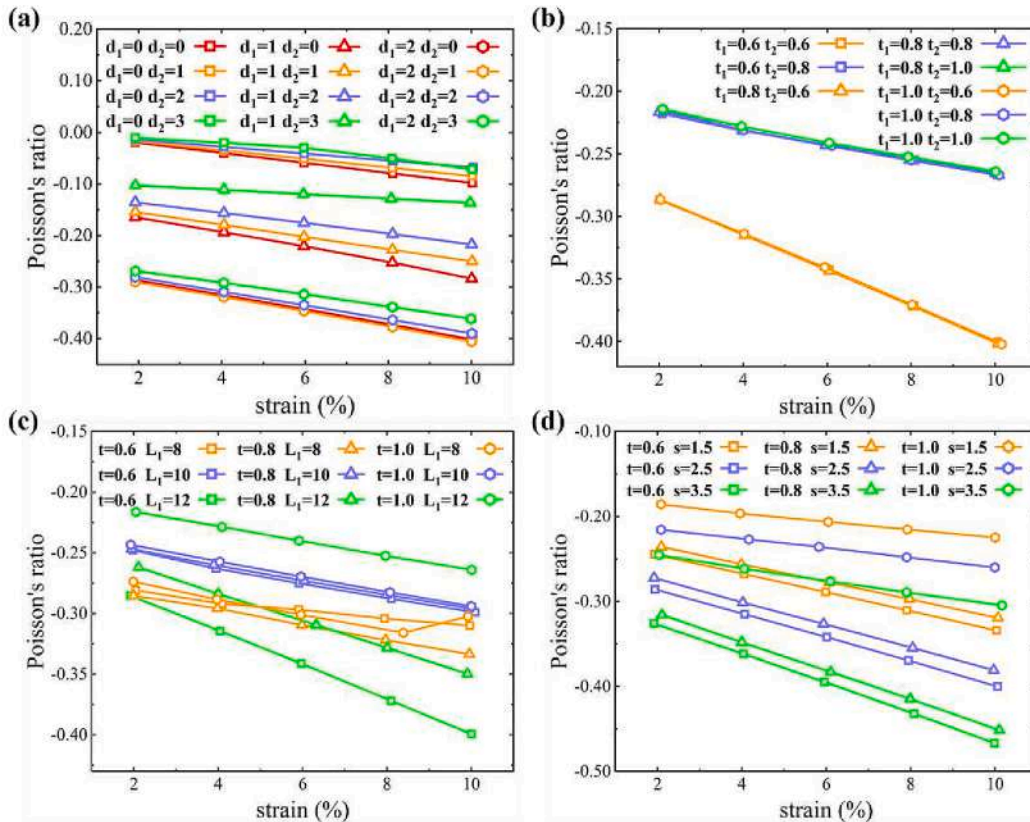 (a)
0.20
0.10
0.00
-0.10
-0.20
-0.30
-0.40
Poisson's ratio
d₁=0 d₂=0 d₁=1 d₂=0 d₁=2 d₂=0
d₁=0 d₂=1 d₁=1 d₂=1 d₁=2 d₂=1
d₁=0 d₂=2 d₁=1 d₂=2 d₁=2 d₂=2
d₁=0 d₂=3 d₁=1 d₂=3 d₁=2 d₂=3
2 4 6 8 10
strain (%)
(b)
-0.15
-0.20
-0.25
-0.30
-0.35
-0.40
Poisson's ratio
t₁=0.6 t₂=0.6 t₁=0.8 t₂=0.8
t₁=0.6 t₂=0.8 t₁=0.8 t₂=1.0
t₁=0.8 t₂=0.6 t₁=1.0 t₂=0.6
t₁=1.0 t₂=0.8
t₁=1.0 t₂=1.0
2 4 6 8 10
strain (%)
(c)
-0.15
-0.20
-0.25
-0.30
-0.35
-0.40
Poisson's ratio
t=0.6 L₁=8 t=0.8 L₁=8 t=1.0 L₁=8
t=0.6 L₁=10 t=0.8 L₁=10 t=1.0 L₁=10
t=0.6 L₁=12 t=0.8 L₁=12 t=1.0 L₁=12
2 4 6 8 10
strain (%)
(d)
-0.10
-0.20
-0.30
-0.40
-0.50
Poisson's ratio
t=0.6 s=1.5 t=0.8 s=1.5 t=1.0 s=1.5
t=0.6 s=2.5 t=0.8 s=2.5 t=1.0 s=2.5
t=0.6 s=3.5 t=0.8 s=3.5 t=1.0 s=3.5
2 4 6 8 10
strain (%)